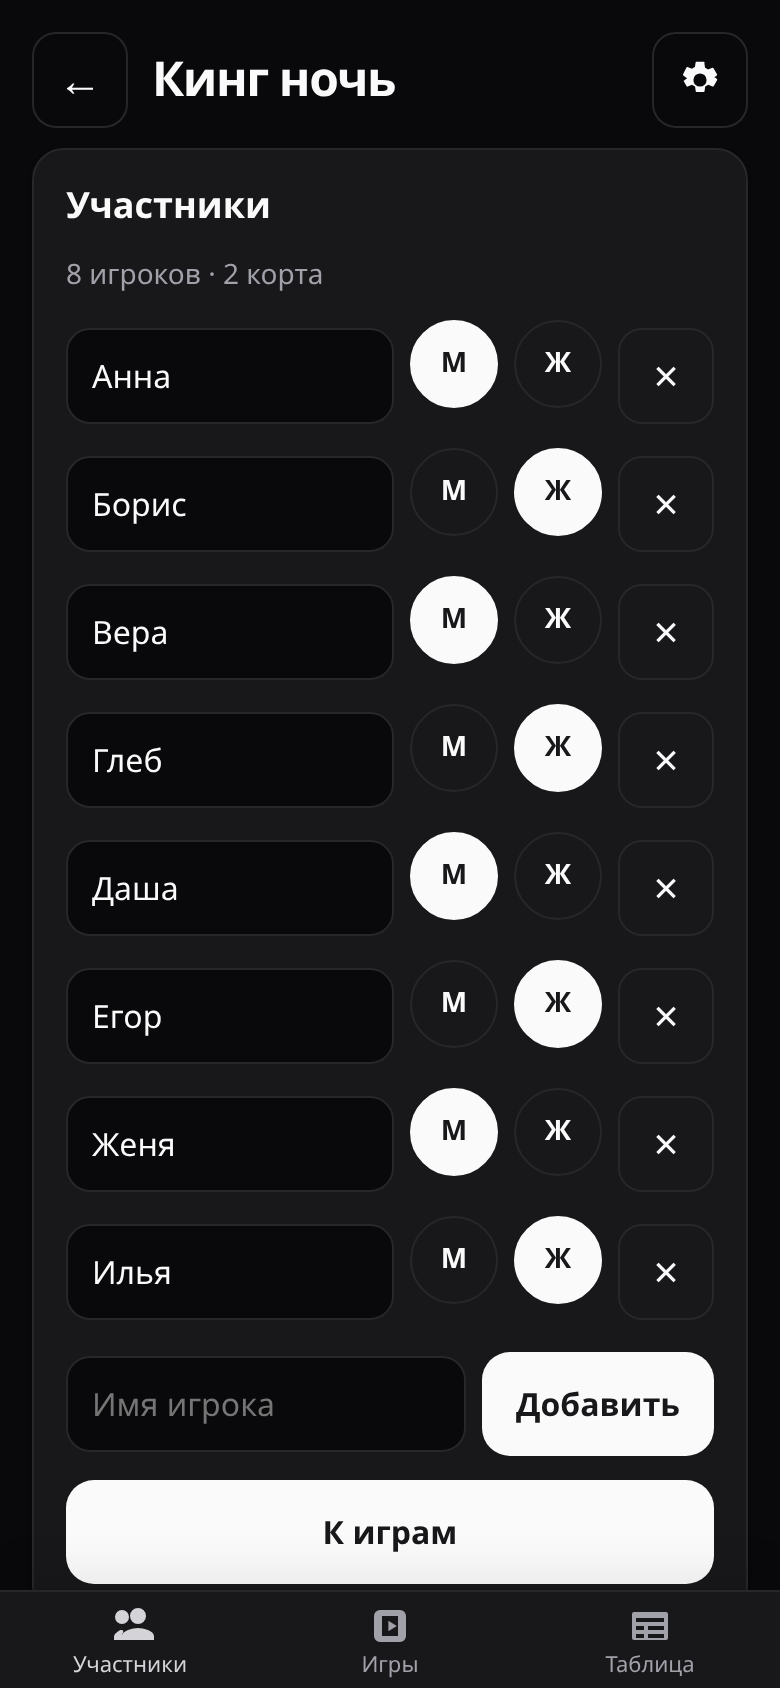 ← Кинг ночь
Участники
8 игроков · 2 корта
Анна М Ж ×
Борис М Ж ×
Вера М Ж ×
Глеб М Ж ×
Даша М Ж ×
Егор М Ж ×
Женя М Ж ×
Илья М Ж ×
Имя игрока Добавить
К играм
Участники Игры Таблица